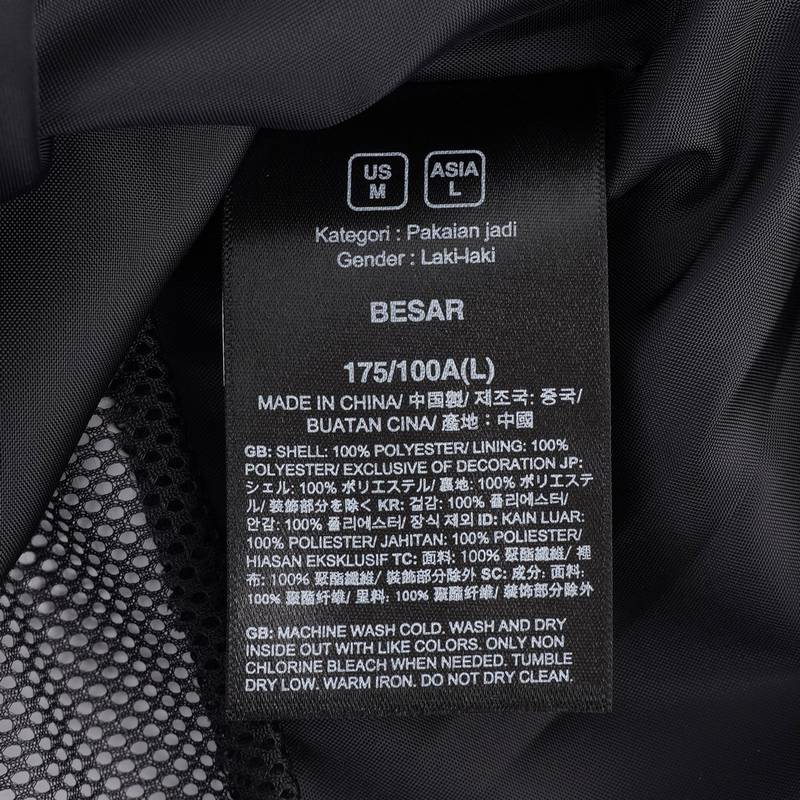 US
M
ASIA
L
Kategori : Pakaian jadi
Gender : Laki-laki
BESAR
175/100A(L)
MADE IN CHINA/ 中国製/ 제조국: 중국/
BUATAN CINA/ 產地：中國
GB: SHELL: 100% POLYESTER/ LINING: 100%
POLYESTER/ EXCLUSIVE OF DECORATION JP:
シェル: 100% ポリエステル/ 裏地: 100% ポリエステ
ル/ 装飾部分を除く KR: 겉감: 100% 폴리에스터/
안감: 100% 폴리에스터/ 장식 제외 ID: KAIN LUAR:
100% POLIESTER/ JAHITAN: 100% POLIESTER/
HIASAN EKSKLUSIF TC: 面料: 100% 聚酯纖維/ 裡
布: 100% 聚酯纖維/ 裝飾部分除外 SC: 成分: 面料:
100% 聚酯纤维/ 里料: 100% 聚酯纤维/ 装饰部分除外
GB: MACHINE WASH COLD. WASH AND DRY
INSIDE OUT WITH LIKE COLORS. ONLY NON
CHLORINE BLEACH WHEN NEEDED. TUMBLE
DRY LOW. WARM IRON. DO NOT DRY CLEAN.